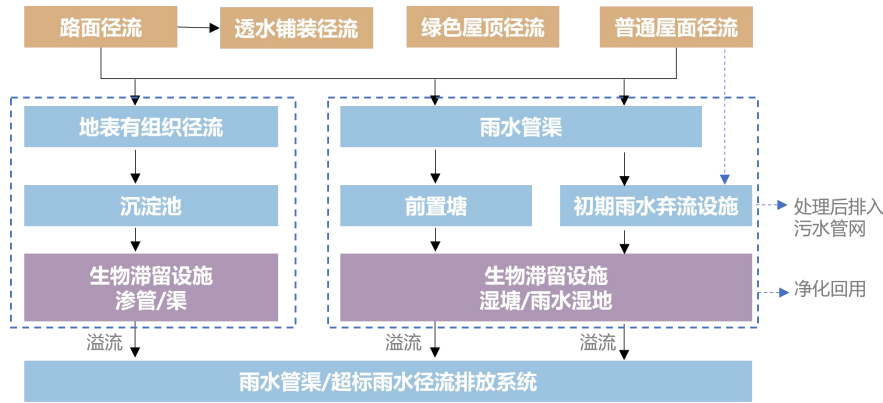 路面径流
透水铺装径流
绿色屋顶径流
普通屋面径流
地表有组织径流
雨水管渠
沉淀池
前置塘
初期雨水弃流设施
处理后排入
污水管网
生物滞留设施
渗管/渠
生物滞留设施
湿塘/雨水湿地
净化回用
溢流
溢流
溢流
雨水管渠/超标雨水径流排放系统